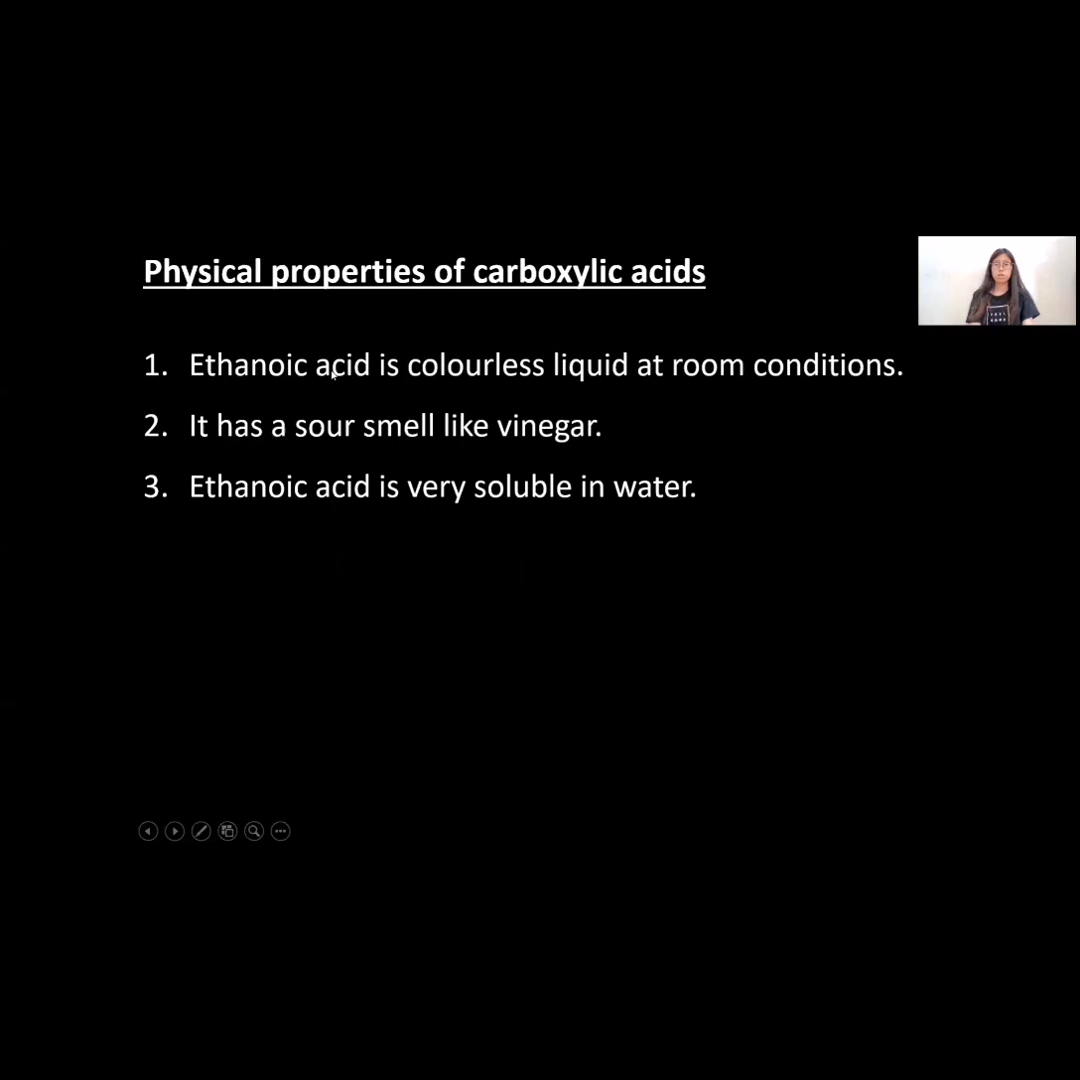 Physical properties of carboxylic acids
1. Ethanoic acid is colourless liquid at room conditions.
2. It has a sour smell like vinegar.
3. Ethanoic acid is very soluble in water.